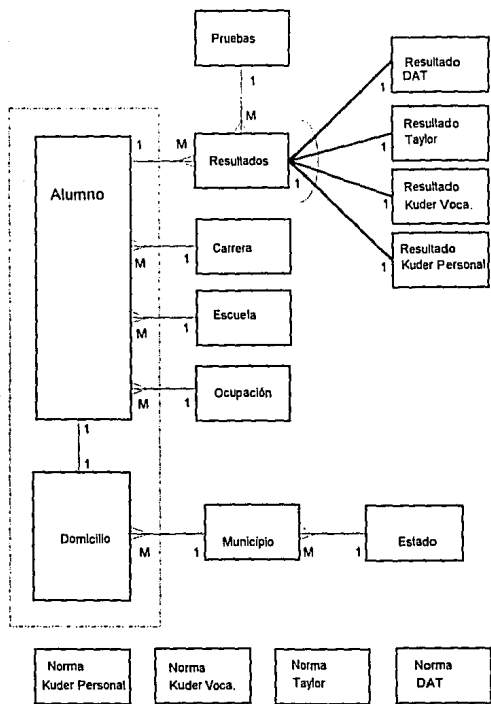 Pruebas
1
M
Resultado
DAT
1
Resultado
Taylor
1
Resultado
Kuder Voca.
1
Resultado
Kuder Personal
1
Alumno
1
M
Resultados
1
M
1
Carrera
M
1
Escuela
M
1
Ocupación
1
1
Domicilio
M
1
Municipio
M
1
Estado
Norma
Kuder Personal
Norma
Kuder Voca.
Norma
Taylor
Norma
DAT